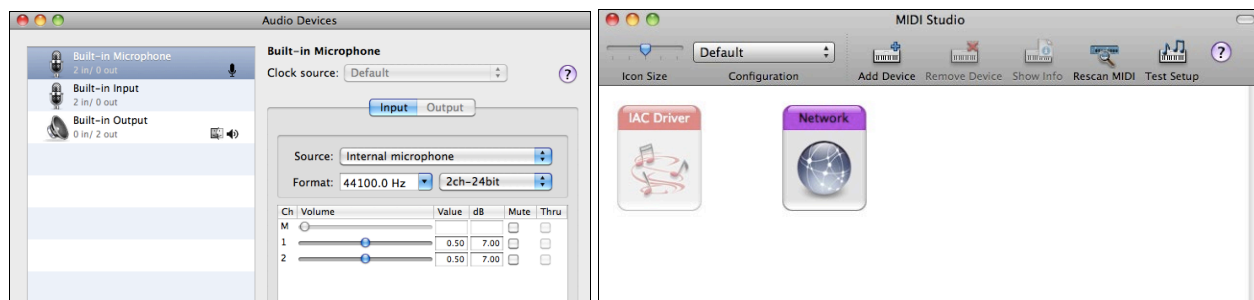 Audio Devices
Built-in Microphone
2 in/ 0 out
Built-in Input
2 in/ 0 out
Built-in Output
0 in/ 2 out
Built-in Microphone
Clock source: Default
?
Input Output
Source: Internal microphone
Format: 44100.0 Hz 2ch-24bit
Ch Volume Value dB Mute Thru
M
1 0.50 7.00
2 0.50 7.00
MIDI Studio
Default
?
Icon Size Configuration Add Device Remove Device Show Info Rescan MIDI Test Setup
IAC Driver Network